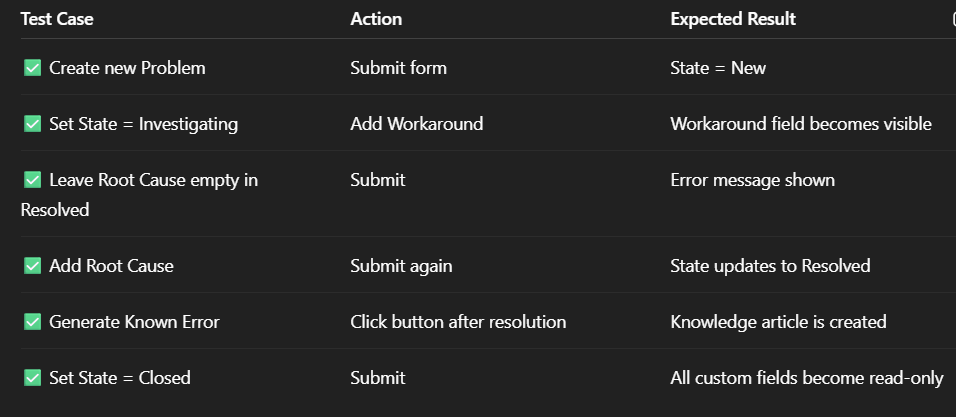 Test Case Action Expected Result
✅ Create new Problem Submit form State = New
✅ Set State = Investigating Add Workaround Workaround field becomes visible
✅ Leave Root Cause empty in Submit Error message shown
Resolved
✅ Add Root Cause Submit again State updates to Resolved
✅ Generate Known Error Click button after resolution Knowledge article is created
✅ Set State = Closed Submit All custom fields become read-only